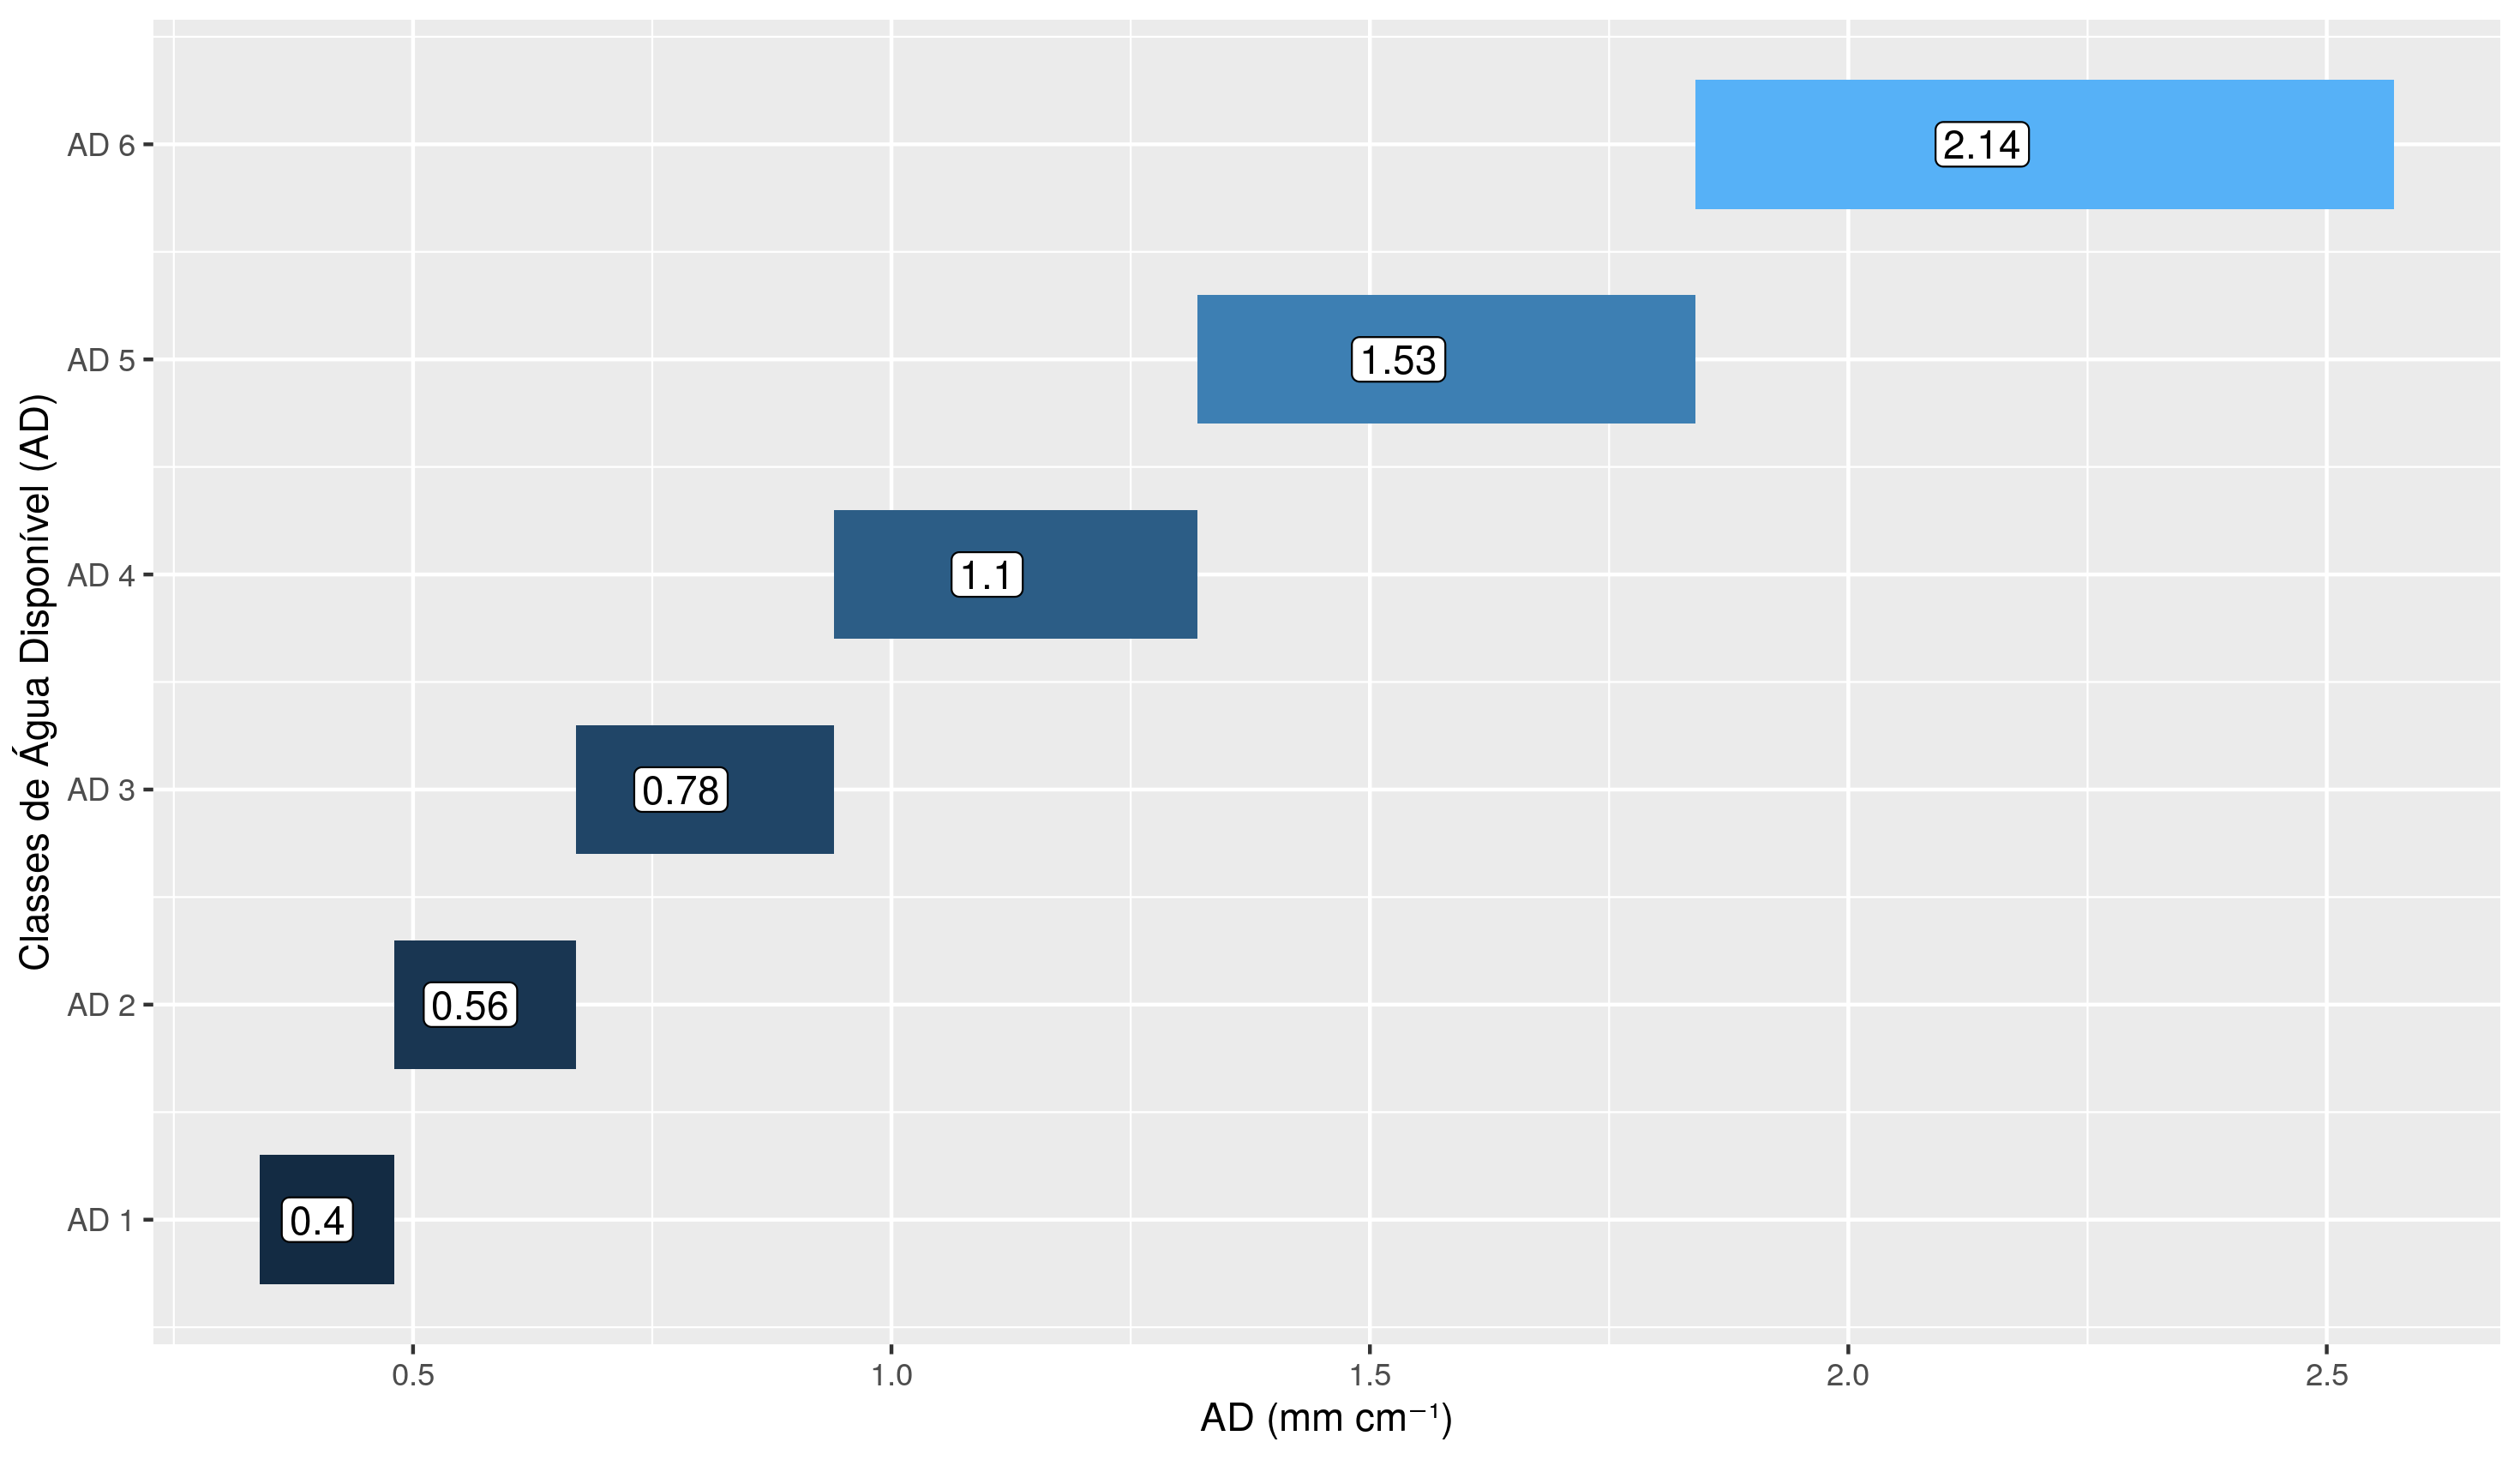 Classes de Água Disponível (AD)
AD 6
2.14
AD 5
1.53
AD 4
1.1
AD 3
0.78
AD 2
0.56
AD 1
0.4
0.5 1.0 1.5 2.0 2.5
AD (mm cm⁻¹)